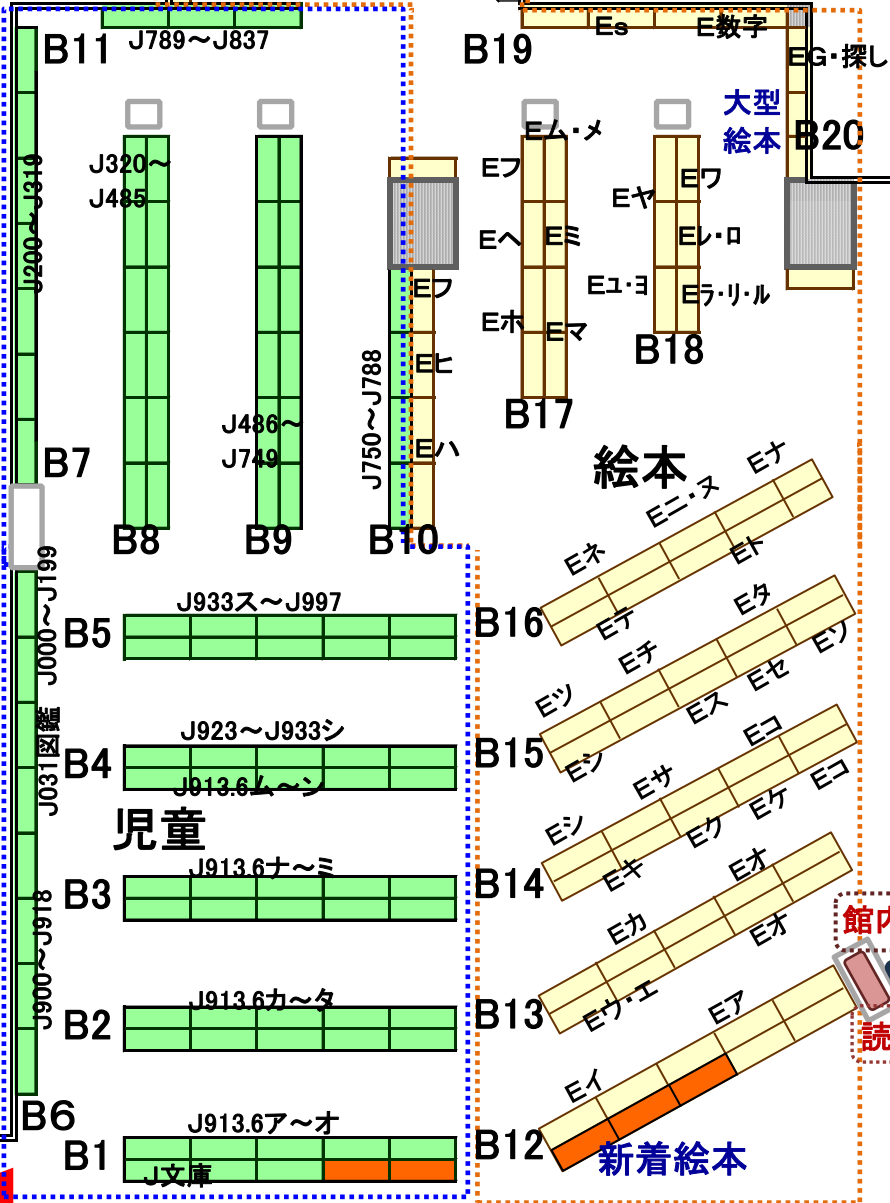 B11
J789～J837
B19
Es
E数字
EG・探し
大型
絵本
B20
J200～J319
J320～
J485
J486～
J749
J750～J788
Eフ
Eヒ
Eハ
Eム・メ
Eフ
Eヘ
Eミ
Eホ
Eマ
Eヤ
Eワ
Eレ・ロ
Eユ・ヨ
Eラ・リ・ル
B18
B17
B7
B8
B9
B10
絵本
Eナ
Eニ・ヌ
Eネ
Eト
Eテ
B16
J000～J199
J031図鑑
J900～J918
B5
J933ス～J997
Eタ
Eチ
Eソ
Eセ
Eツ
Eス
Eシ
B15
B4
J923～J933シ
J913.6ム～ン
児童
Eコ
Eサ
Eコ
Eケ
Eシ
Eク
Eキ
B14
B3
J913.6ナ～ミ
Eオ
Eカ
Eオ
Eウ・エ
B13
館内
読
B2
J913.6カ～タ
Eア
Eイ
B12
新着絵本
B6
B1
J913.6ア～オ
J文庫